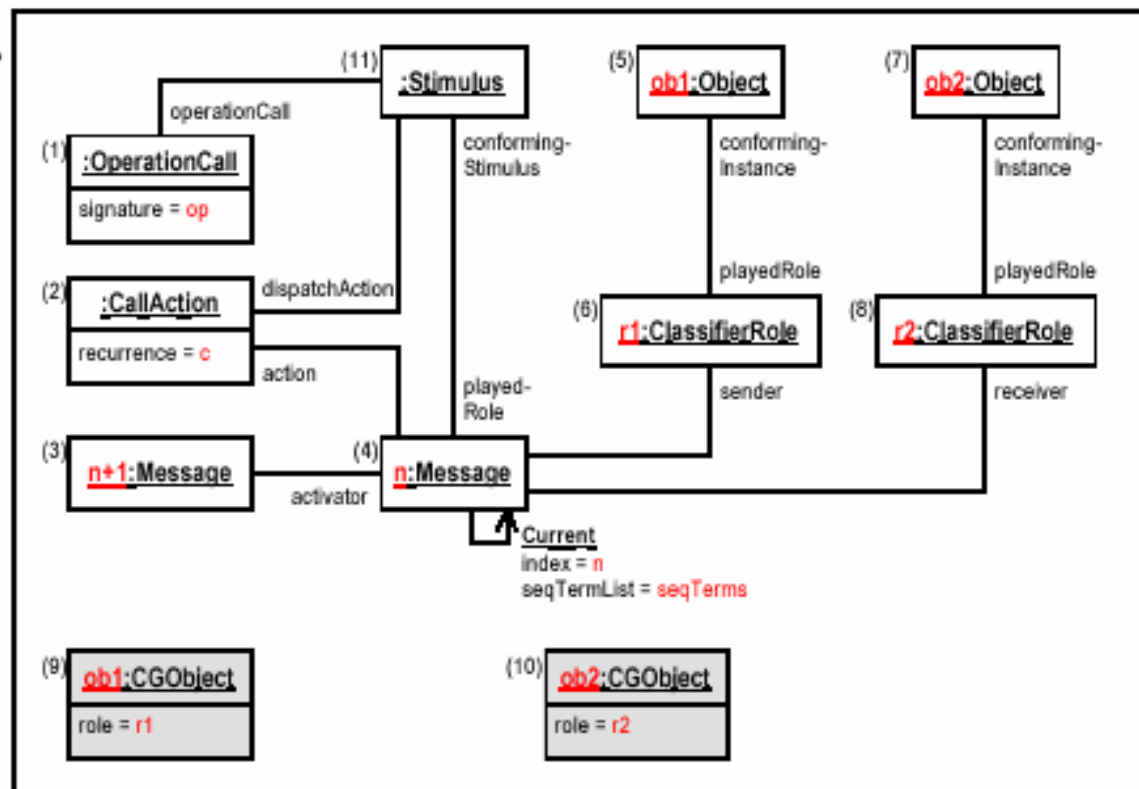 (11)
:Stimulus
(5)
ob1:Object
(7)
ob2:Object
operationCall
conforming-
Stimulus
conforming-
Instance
conforming-
Instance
(1)
:OperationCall
signature = op
(2)
:CallAction
recurrence = c
dispatchAction
action
playedRole
playedRole
(6)
r1:ClassifierRole
(8)
r2:ClassifierRole
played-
Role
sender
receiver
(3)
n+1:Message
activator
(4)
n:Message
Current
index = n
seqTermList = seqTerms
(9)
ob1:CGObject
role = r1
(10)
ob2:CGObject
role = r2